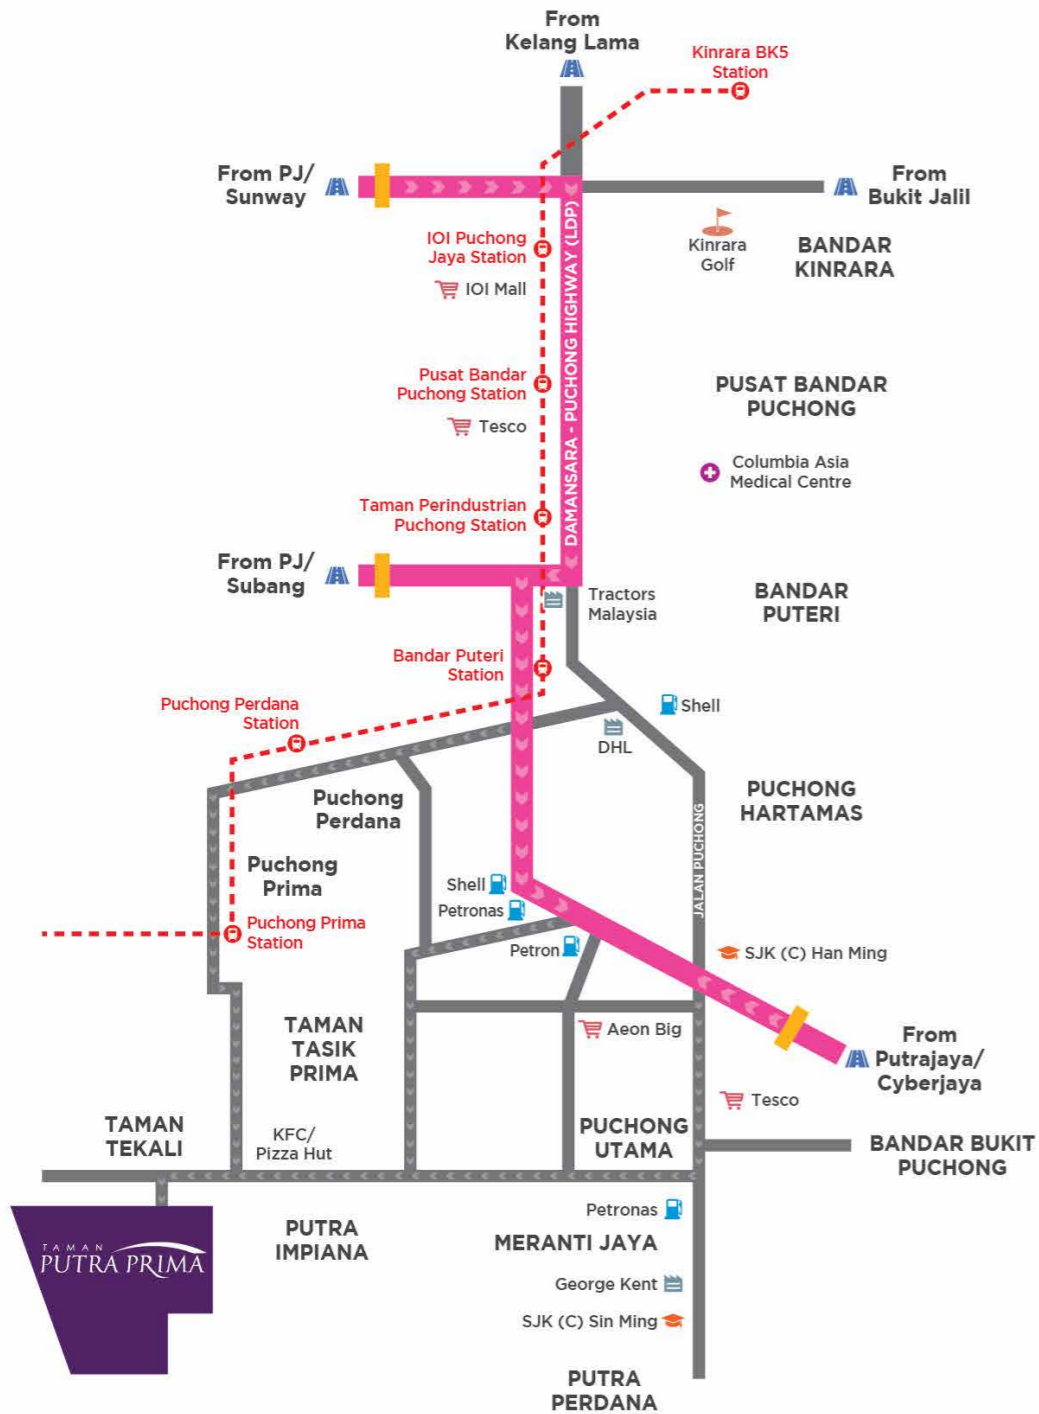 From
Kelang Lama
Kinrara BK5
Station
From PJ/
Sunway
From
Bukit Jalil
IOI Puchong
Jaya Station
IOI Mall
Kinrara
Golf
BANDAR
KINRARA
DAMANSARA - PUCHONG HIGHWAY (LDP)
Pusat Bandar
Puchong Station
Tesco
PUSAT BANDAR
PUCHONG
Columbia Asia
Medical Centre
Taman Perindustrian
Puchong Station
From PJ/
Subang
Tractors
Malaysia
BANDAR
PUTERI
Bandar Puteri
Station
Puchong Perdana
Station
Shell
DHL
Puchong
Perdana
PUCHONG
HARTAMAS
JALAN PUCHONG
Puchong
Prima
Shell
Petronas
Puchong Prima
Station
Petron
SJK (C) Han Ming
TAMAN
TASIK
PRIMA
Aeon Big
From
Putrajaya/
Cyberjaya
Tesco
TAMAN
TEKALI
KFC/
Pizza Hut
PUCHONG
UTAMA
BANDAR BUKIT
PUCHONG
Petronas
PUTRA
IMPIANA
MERANTI JAYA
TAMAN
PUTRA PRIMA
George Kent
SJK (C) Sin Ming
PUTRA
PERDANA